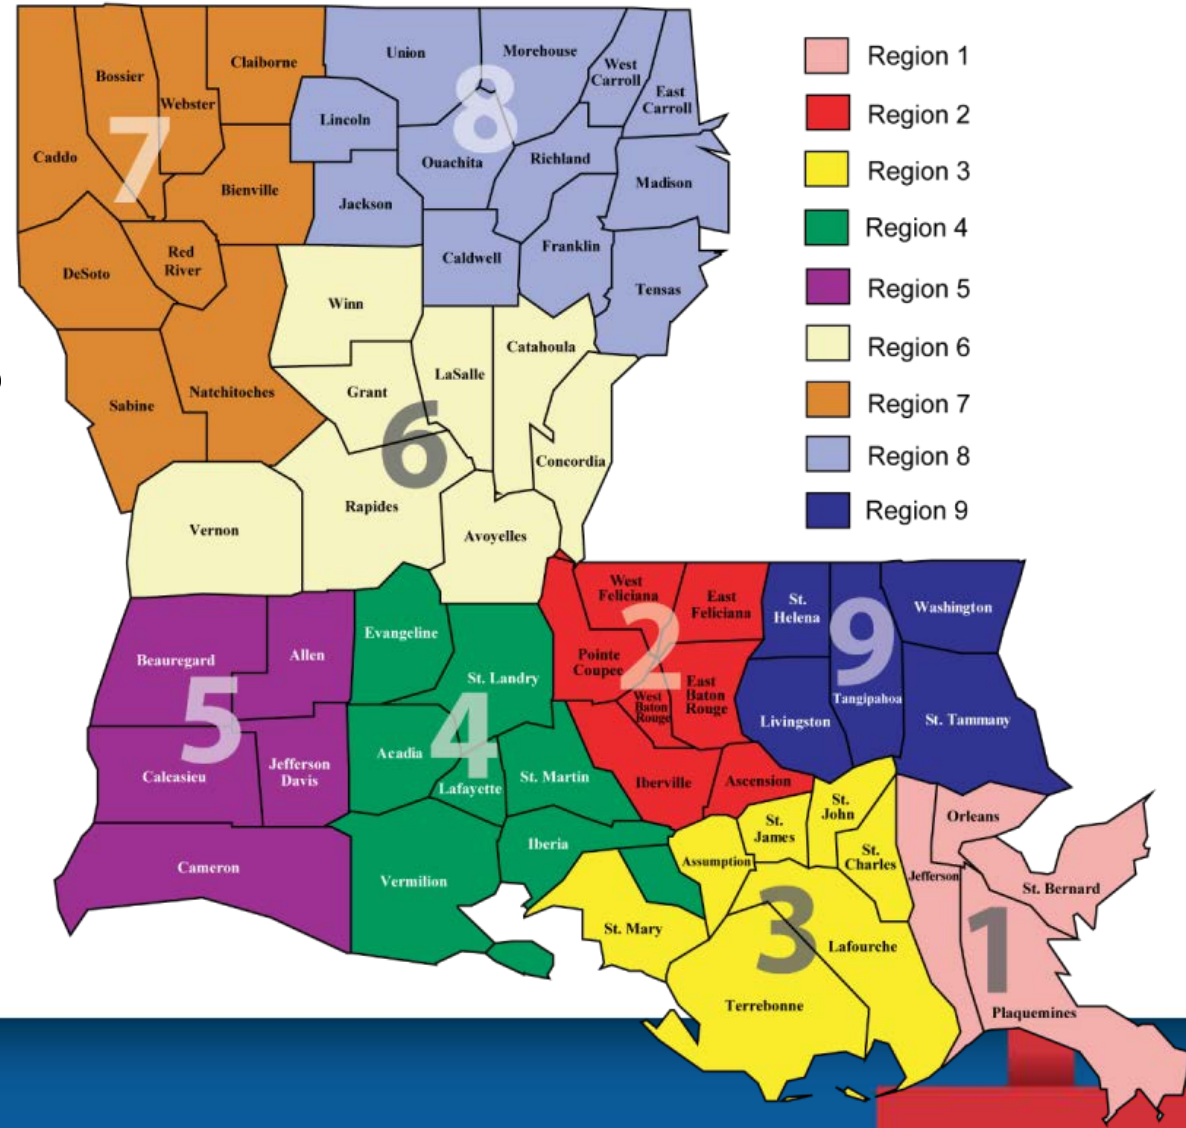 Union
Morehouse
West
Carroll
East
Carroll
Claiborne
Bossier
Webster
Lincoln
8
7
Caddo
Ouachita
Richland
Madison
Bienville
Jackson
Red
River
DeSoto
Caldwell
Franklin
Tensas
Winn
Catahoula
LaSalle
Grant
Natchitoches
Sabine
6
Concordia
Rapides
Vernon
Avoyelles
West
Feliciana
East
Feliciana
St.
Helena
Washington
2
9
Evangeline
Allen
Beauregard
Pointe
Coupee
St. Landry
East
Baton
Rouge
West
Baton
Rouge
Tangipahoa
5
4
Livingston
St. Tammany
Acadia
Calcasieu
Jefferson
Davis
St. Martin
Lafayette
Iberville
Ascension
St.
John
St.
James
Orleans
Iberia
St.
Charles
Assumption
Cameron
Vermilion
Jefferson
St. Bernard
St. Mary
3
Lafourche
1
Terrebonne
Plaquemines
Region 1
Region 2
Region 3
Region 4
Region 5
Region 6
Region 7
Region 8
Region 9